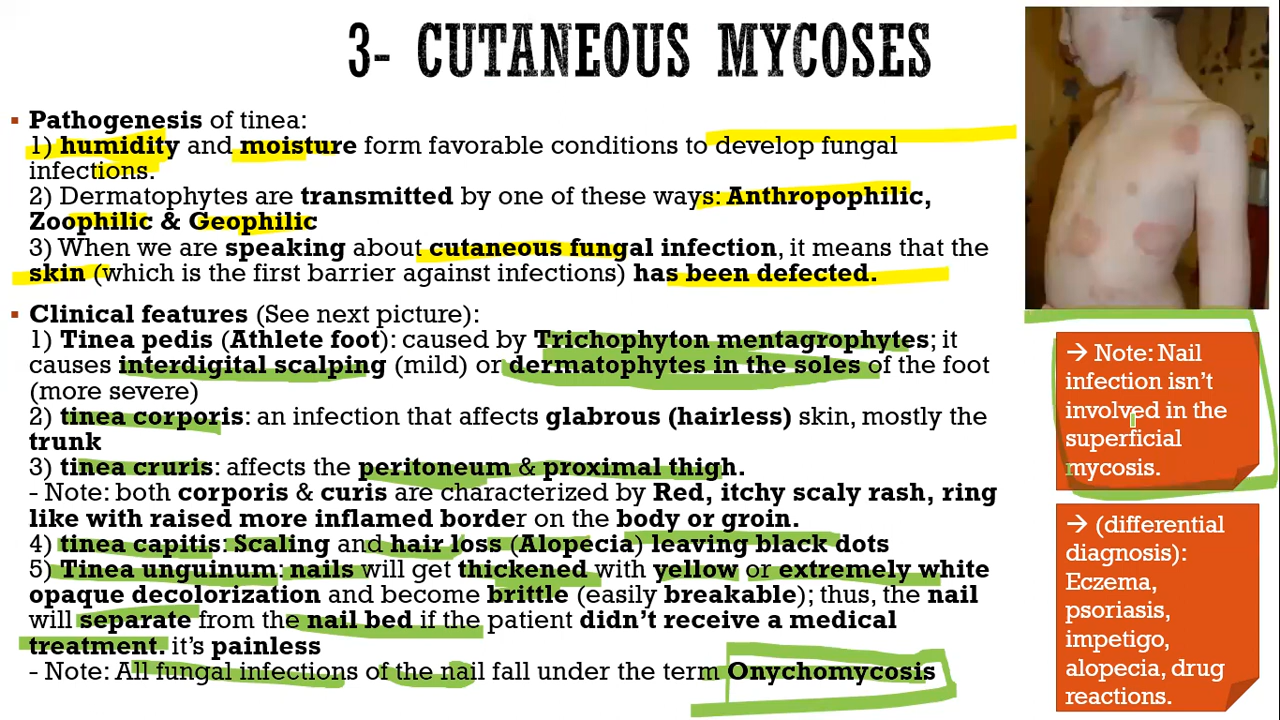 3- CUTANEOUS MYCOSES
▪ Pathogenesis of tinea:
1) humidity and moisture form favorable conditions to develop fungal
infections.
2) Dermatophytes are transmitted by one of these ways: Anthropophilic,
Zoophilic & Geophilic
3) When we are speaking about cutaneous fungal infection, it means that the
skin (which is the first barrier against infections) has been defected.
▪ Clinical features (See next picture):
1) Tinea pedis (Athlete foot): caused by Trichophyton mentagrophytes; it
causes interdigital scalping (mild) or dermatophytes in the soles of the foot
(more severe)
2) tinea corporis: an infection that affects glabrous (hairless) skin, mostly the
trunk
3) tinea cruris: affects the peritoneum & proximal thigh.
- Note: both corporis & curis are characterized by Red, itchy scaly rash, ring
like with raised more inflamed border on the body or groin.
4) tinea capitis: Scaling and hair loss (Alopecia) leaving black dots
5) Tinea unguinum: nails will get thickened with yellow or extremely white
opaque decolorization and become brittle (easily breakable); thus, the nail
will separate from the nail bed if the patient didn't receive a medical
treatment. it's painless
- Note: All fungal infections of the nail fall under the term Onychomycosis
→ Note: Nail
infection isn't
involved in the
superficial
mycosis.
→ (differential
diagnosis):
Eczema,
psoriasis,
impetigo,
alopecia, drug
reactions.